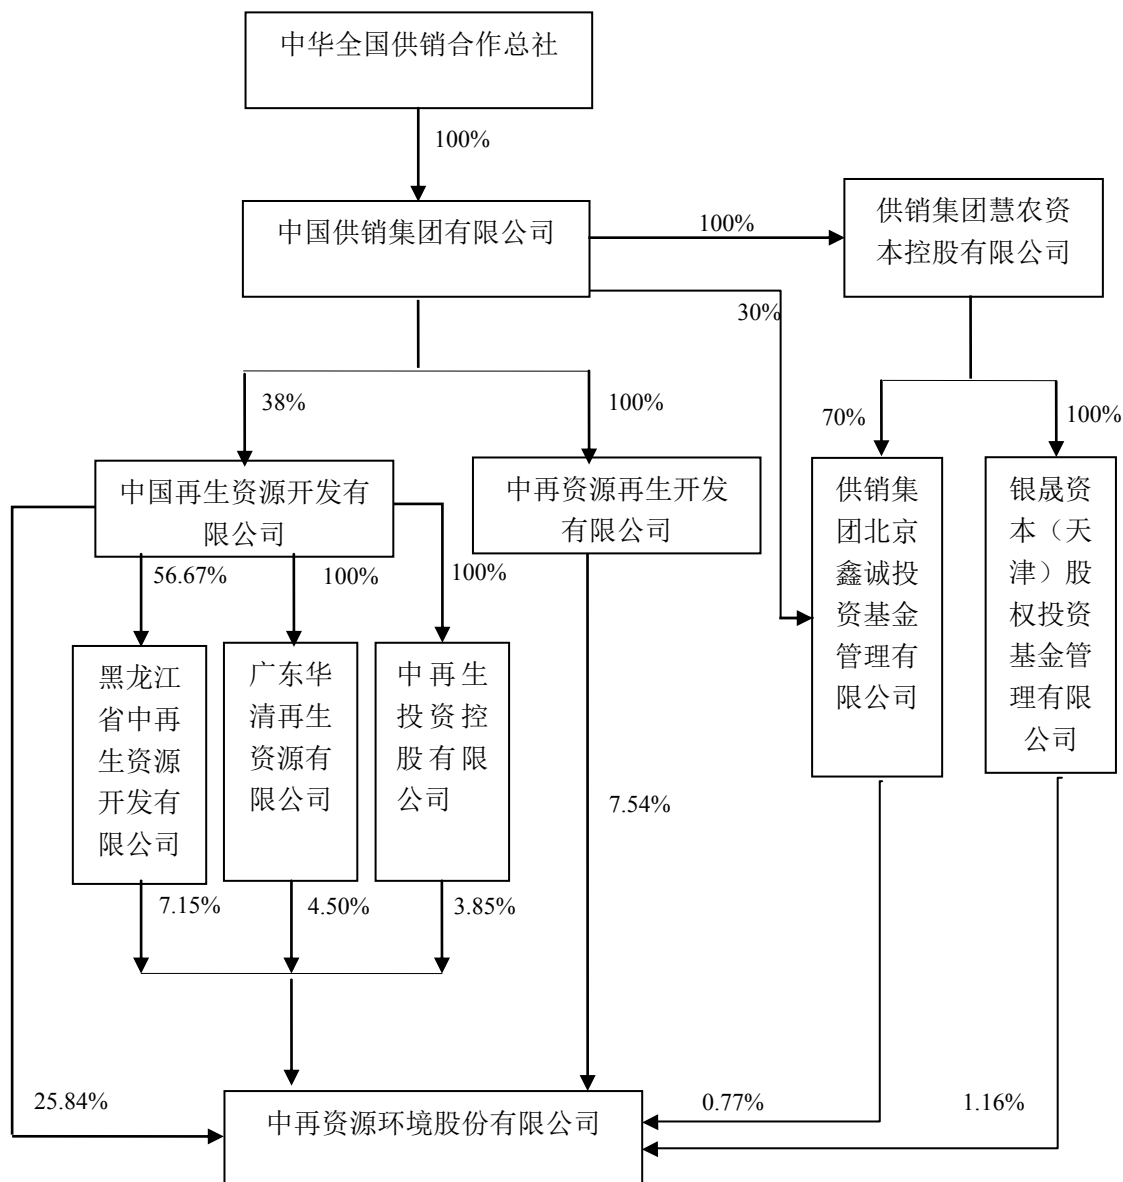 中华全国供销合作总社
100%
中国供销集团有限公司
100%
供销集团慧农资
本控股有限公司
30%
38%
100%
70%
100%
中国再生资源开发有
限公司
中再资源再生开发
有限公司
供销集
团北京
鑫诚投
资基金
管理有
限公司
银晟资
本（天
津）股
权投资
基金管
理有限
公司
56.67%
100%
100%
黑龙江
省中再
生资源
开发有
限公司
广东华
清再生
资源有
限公司
中再生
投资控
股有限
公司
7.54%
7.15%
4.50%
3.85%
25.84%
0.77%
1.16%
中再资源环境股份有限公司